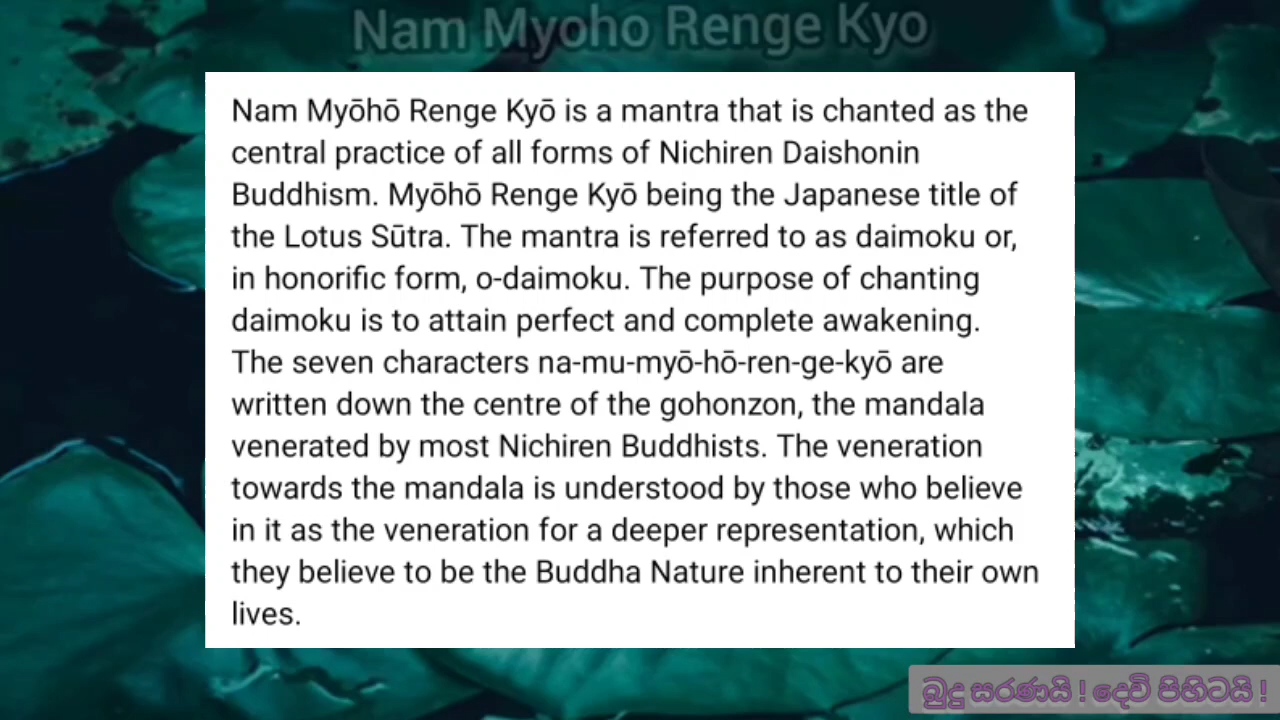 Nam Myoho Renge Kyo
Nam Myōhō Renge Kyō is a mantra that is chanted as the
central practice of all forms of Nichiren Daishonin
Buddhism. Myōhō Renge Kyō being the Japanese title of
the Lotus Sūtra. The mantra is referred to as daimoku or,
in honorific form, o-daimoku. The purpose of chanting
daimoku is to attain perfect and complete awakening.
The seven characters na-mu-myō-hō-ren-ge-kyō are
written down the centre of the gohonzon, the mandala
venerated by most Nichiren Buddhists. The veneration
towards the mandala is understood by those who believe
in it as the veneration for a deeper representation, which
they believe to be the Buddha Nature inherent to their own
lives.
බුදු සරණයි ! දෙවි පිහිටයි !